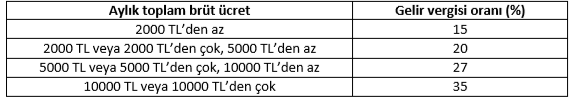 Aylık toplam brüt ücret Gelir vergisi oranı (%)
2000 TL'den az 15
2000 TL veya 2000 TL'den çok, 5000 TL'den az 20
5000 TL veya 5000 TL'den çok, 10000 TL'den az 27
10000 TL veya 10000 TL'den çok 35